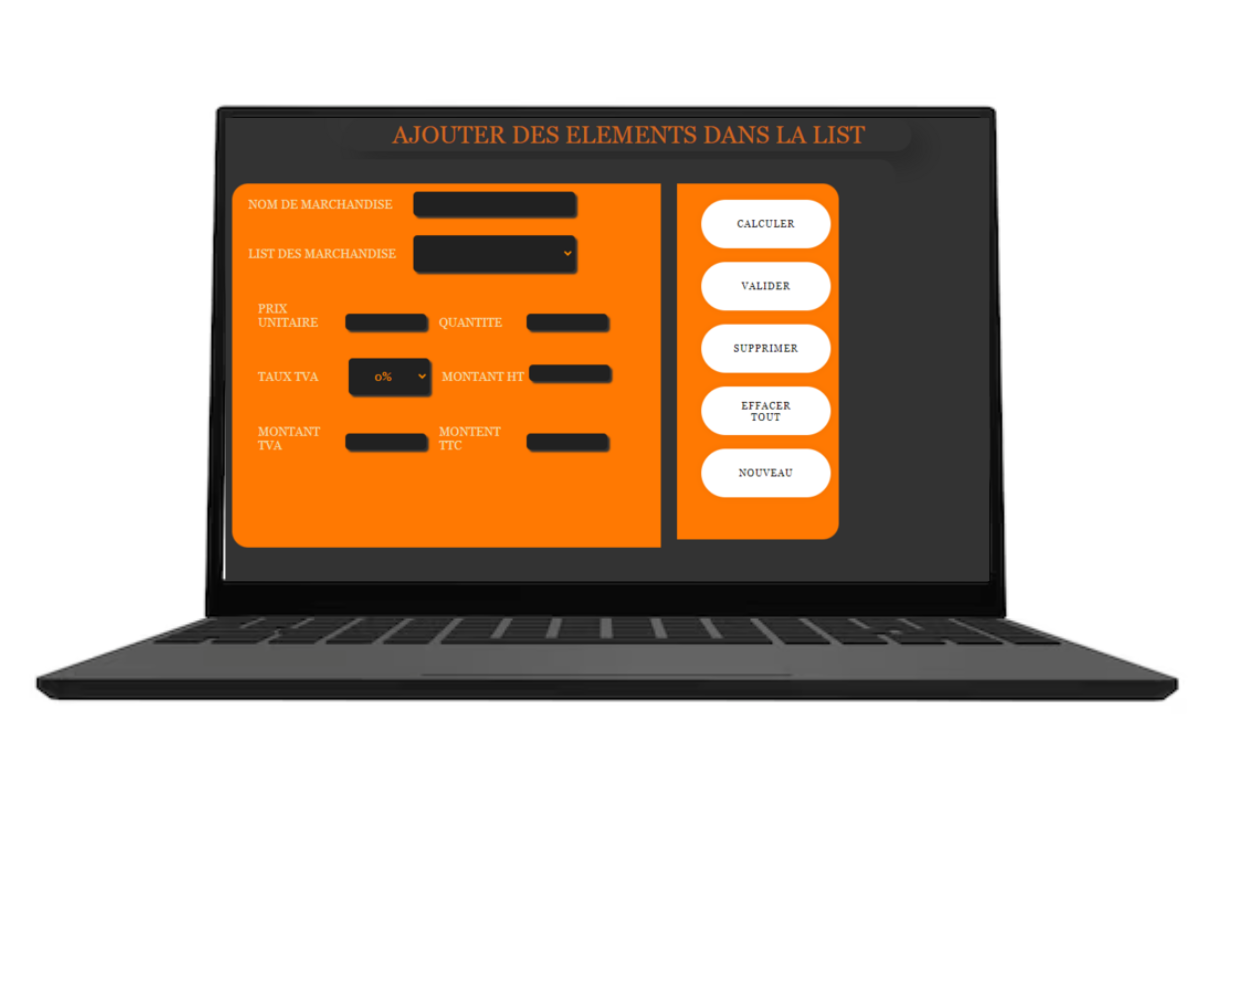 AJOUTER DES ELEMENTS DANS LA LIST
NOM DE MARCHANDISE
LIST DES MARCHANDISE
PRIX
UNITAIRE
QUANTITE
TAUX TVA
0%
MONTANT HT
MONTANT
TVA
MONTENT
TTC
CALCULER
VALIDER
SUPPRIMER
EFFACER
TOUT
NOUVEAU